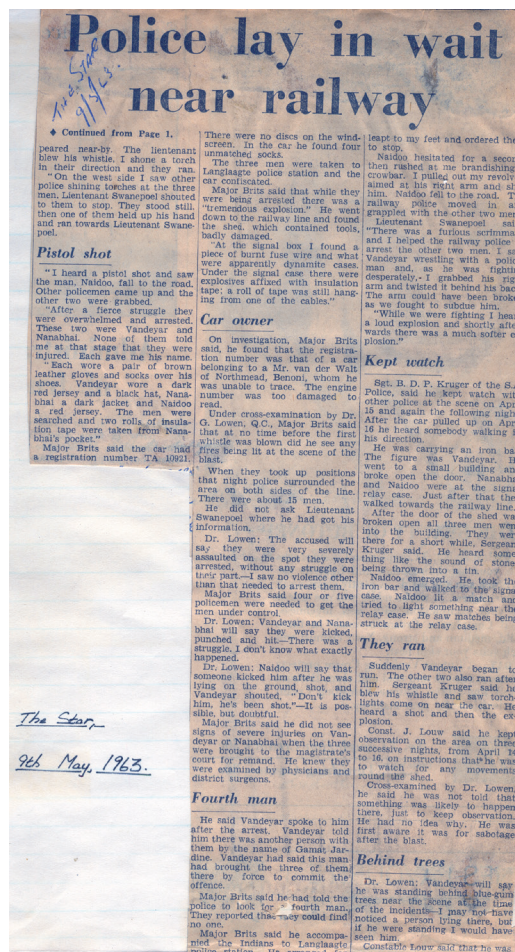 Police lay in wait
near railway
THE STAR
9/5/63.
♦ Continued from Page 1.
peared near-by. The lieutenant
blew his whistle. I shone a torch
in their direction and they ran.
"On the west side I saw other
police shining torches at the three
men. Lieutenant Swanepoel shouted
to them to stop. They stood still,
then one of them held up his hand
and ran towards Lieutenant Swane-
poel.
Pistol shot
"I heard a pistol shot and saw
the man, Naidoo, fall to the road.
Other policemen came up and the
other two were grabbed.
"After a fierce struggle they
were overwhelmed and arrested.
These two were Vandeyar and
Nanabhai. None of them told
me at that stage that they were
injured. Each gave me his name.
"Each wore a pair of brown
leather gloves and socks over his
shoes. Vandeyar wore a dark
red jersey and a black hat, Nana-
bhai a dark jacket and Naidoo
a red jersey. The men were
searched and two rolls of insula-
tion tape were taken from Nana-
bhai's pocket."
Major Brits said the car had
a registration number TA 10921.
There were no discs on the wind-
screen. In the car he found four
unmatched socks.
The three men were taken to
Langlaagte police station and the
car confiscated.
Major Brits said that while they
were being arrested there was a
"tremendous explosion." He went
down to the railway line and found
the shed, which contained tools,
badly damaged.
"At the signal box I found a
piece of burnt fuse wire and what
were apparently dynamite cases.
Under the signal case there were
explosives affixed with insulation
tape: a roll of tape was still hang-
ing from one of the cables."
Car owner
On investigation, Major Brits
said, he found that the registra-
tion number was that of a car
belonging to a Mr. van der Walt
of Northmead, Benoni, whom he
was unable to trace. The engine
number was too damaged to
read.
Under cross-examination by Dr.
G. Lowen, Q.C., Major Brits said
that at no time before the first
whistle was blown did he see any
fires being lit at the scene of the
blast.
When they took up positions
that night police surrounded the
area on both sides of the line.
There were about 15 men.
He did not ask Lieutenant
Swanepoel where he had got his
information.
Dr. Lowen: The accused will
say they were very severely
assaulted on the spot they were
arrested, without any struggle on
their part.—I saw no violence other
than that needed to arrest them.
Major Brits said four or five
policemen were needed to get the
men under control.
Dr. Lowen: Vandeyar and Nana-
bhai will say they were kicked,
punched and hit.—There was a
struggle. I don't know what exactly
happened.
Dr. Lowen: Naidoo will say that
someone kicked him after he was
lying on the ground, shot, and
Vandeyar shouted, "Don't kick
him, he's been shot."—It is pos-
sible, but doubtful.
Major Brits said he did not see
signs of severe injuries on Van-
deyar or Nanabhai when the three
were brought to the magistrate's
court for remand. He knew they
were examined by physicians and
district surgeons.
Fourth man
He said Vandeyar spoke to him
after the arrest. Vandeyar told
him there was another person with
them by the name of Gamat Jar-
dine. Vandeyar had said this man
had brought the three of them
there by force to commit the
offence.
Major Brits said he had told the
police to look for a fourth man.
They reported that they could find
no one.
Major Brits said he accompa-
nied the Indians to Langlaagte
leapt to my feet and ordered the
to stop.
Naidoo hesitated for a secon
then rushed at me brandishing
crowbar. I pulled out my revolve
aimed at his right arm and sh
him. Naidoo fell to the road. T
railway police moved in a
grappled with the other two men
Lieutenant Swanepoel sai
"There was a furious scrimma
and I helped the railway police t
arrest the other two men. I sa
Vandeyar wrestling with a polic
man and, as he was fightin
desperately, I grabbed his rig
arm and twisted it behind his ba
The arm could have been broke
as we fought to subdue him.
"While we were fighting I hear
a loud explosion and shortly afte
wards there was a much softer e
plosion."
Kept watch
Sgt. B. D. P. Kruger of the S.
Police, said he kept watch wit
other police at the scene on Apr
15 and again the following nigh
After the car pulled up on Apr
16 he heard somebody walking i
his direction.
He was carrying an iron ba
The figure was Vandeyar. H
went to a small building an
broke open the door. Nanabha
and Naidoo were at the signa
relay case. Just after that the
walked towards the railway line.
After the door of the shed wa
broken open all three men wen
into the building. They wer
there for a short while, Sergean
Kruger said. He heard some
thing like the sound of stone
being thrown into a tin.
Naidoo emerged. He took th
iron bar and walked to the signa
case. Naidoo lit a match an
tried to light something near th
relay case. He saw matches bein
struck at the relay case.
They ran
Suddenly Vandeyar began t
run. The other two also ran afte
him. Sergeant Kruger said h
blew his whistle and saw torch
lights come on near the car. H
heard a shot and then the ex
plosion.
Const. J. Louw said he kep
observation on the area on thre
successive nights, from April 14
to 16, on instructions that he was
to watch for any movement
round the shed.
Cross-examined by Dr. Lowen,
he said he was not told that
something was likely to happen
there, just to keep observation.
He had no idea why. He was
first aware it was for sabotage
after the blast.
Behind trees
Dr. Lowen: Vandeyar will say
he was standing behind blue-gum
trees near the scene at the time
of the incidents—I may not have
noticed a person lying there, but
if he were standing I would have
seen him.
Constable Louw said he was
The Star,
9th May, 1963.